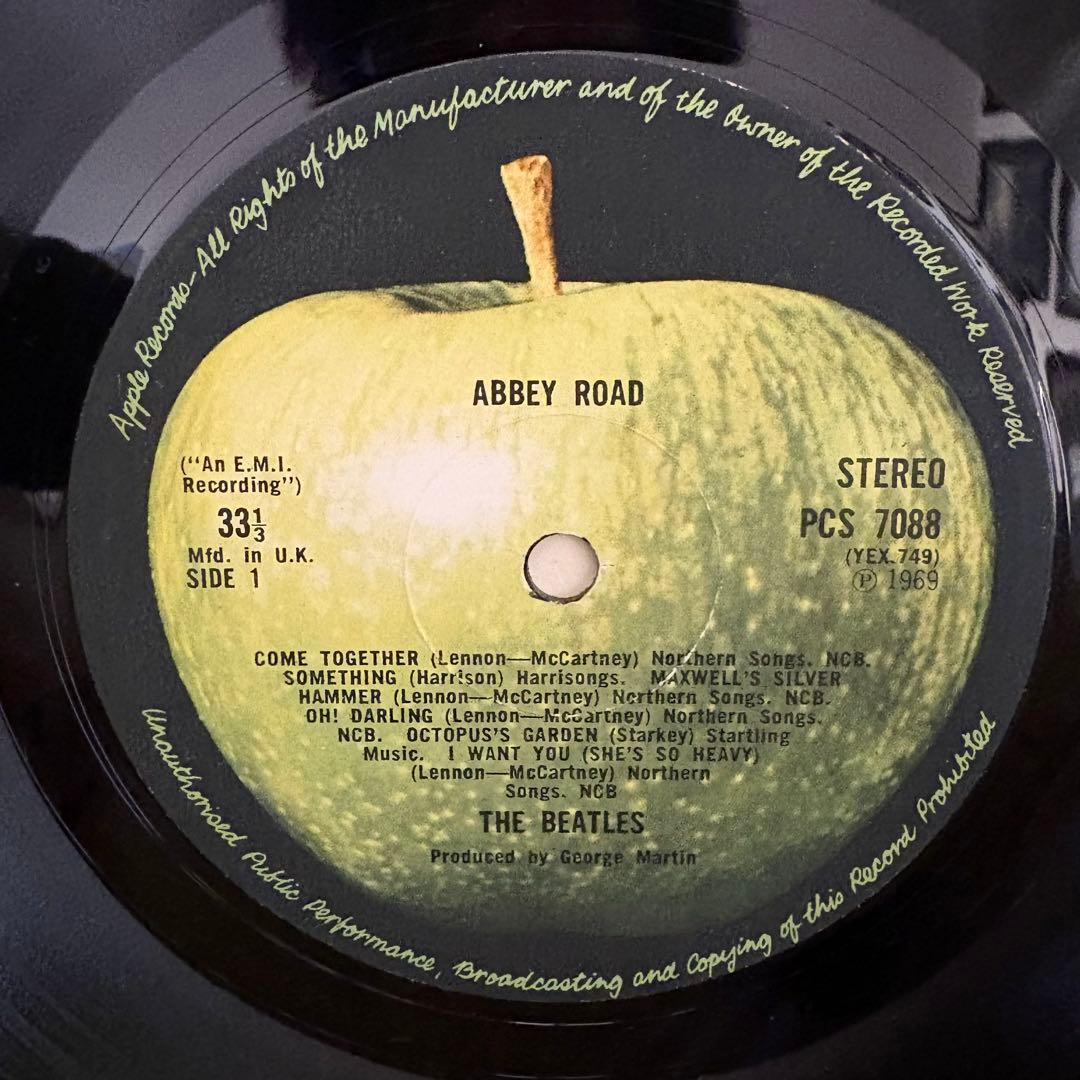 Apple Records-All Rights of the Manufacturer and of the Owner of the Recorded Work Reserved
ABBEY ROAD
("An E.M.I.
Recording")
33⅓
Mfd. in U.K.
SIDE 1
STEREO
PCS 7088
(YEX.749)
Ⓟ 1969
COME TOGETHER (Lennon—McCartney) Northern Songs. NCB.
SOMETHING (Harrison) Harrisongs. MAXWELL'S SILVER
HAMMER (Lennon—McCartney) Northern Songs. NCB.
OH! DARLING (Lennon—McCartney) Northern Songs.
NCB. OCTOPUS'S GARDEN (Starkey) Startling
Music. I WANT YOU (SHE'S SO HEAVY)
(Lennon—McCartney) Northern
Songs. NCB
THE BEATLES
Produced by George Martin
Unauthorised Public Performance, Broadcasting and Copying of this Record Prohibited